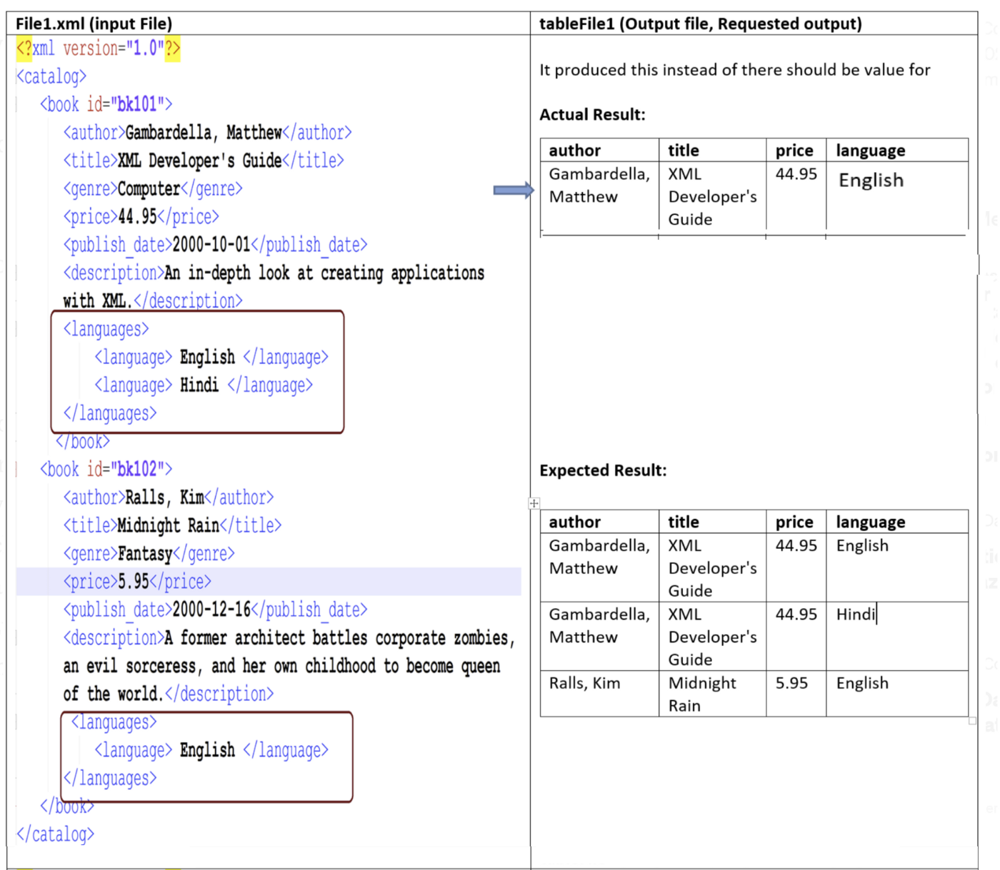 File1.xml (input File)
<?xml version="1.0"?>
<catalog>
<book id="bk101">
<author>Gambardella, Matthew</author>
<title>XML Developer's Guide</title>
<genre>Computer</genre>
<price>44.95</price>
<publish_date>2000-10-01</publish_date>
<description>An in-depth look at creating applications
with XML.</description>
<languages>
<language> English </language>
<language> Hindi </language>
</languages>
</book>
<book id="bk102">
<author>Ralls, Kim</author>
<title>Midnight Rain</title>
<genre>Fantasy</genre>
<price>5.95</price>
<publish_date>2000-12-16</publish_date>
<description>A former architect battles corporate zombies,
an evil sorceress, and her own childhood to become queen
of the world.</description>
<languages>
<language> English </language>
</languages>
</book>
</catalog>
tableFile1 (Output file, Requested output)
It produced this instead of there should be value for
Actual Result:
author title price language
Gambardella, XML 44.95 English
Matthew Developer's
Guide
Expected Result:
author title price language
Gambardella, XML 44.95 English
Matthew Developer's
Guide
Gambardella, XML 44.95 Hindi
Matthew Developer's
Guide
Ralls, Kim Midnight 5.95 English
Rain